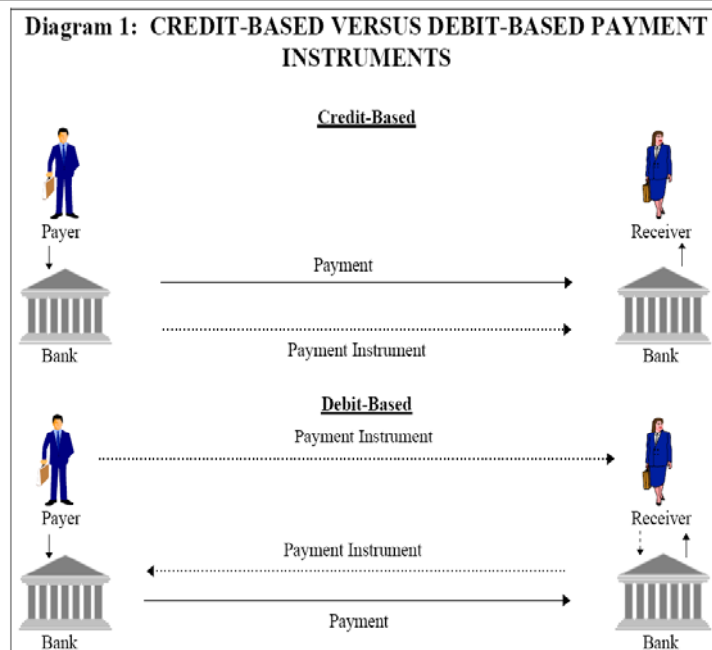 Diagram 1: CREDIT-BASED VERSUS DEBIT-BASED PAYMENT
INSTRUMENTS
Credit-Based
Payer
Receiver
Payment
Payment Instrument
Bank
Bank
Debit-Based
Payment Instrument
Payer
Receiver
Payment Instrument
Payment
Bank
Bank